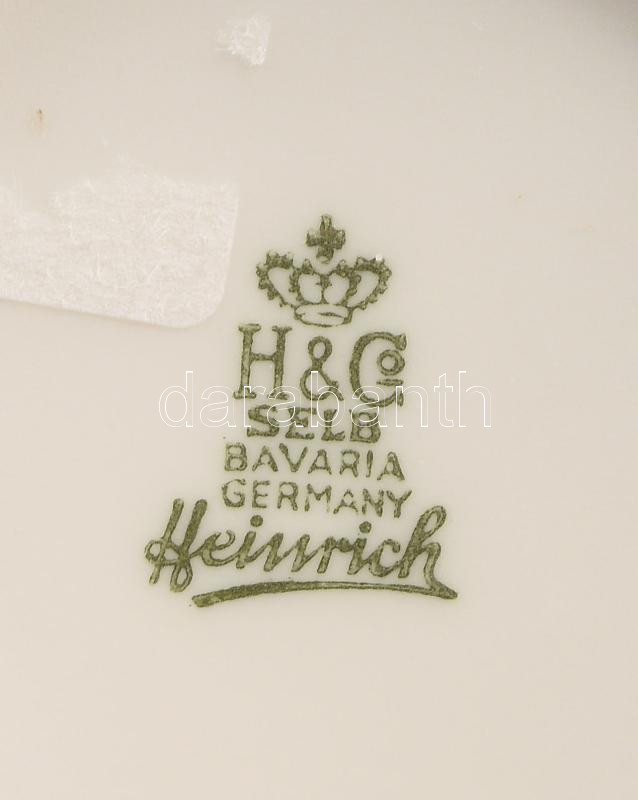 H & Co
SELB
BAVARIA
GERMANY
Heinrich
darabanth